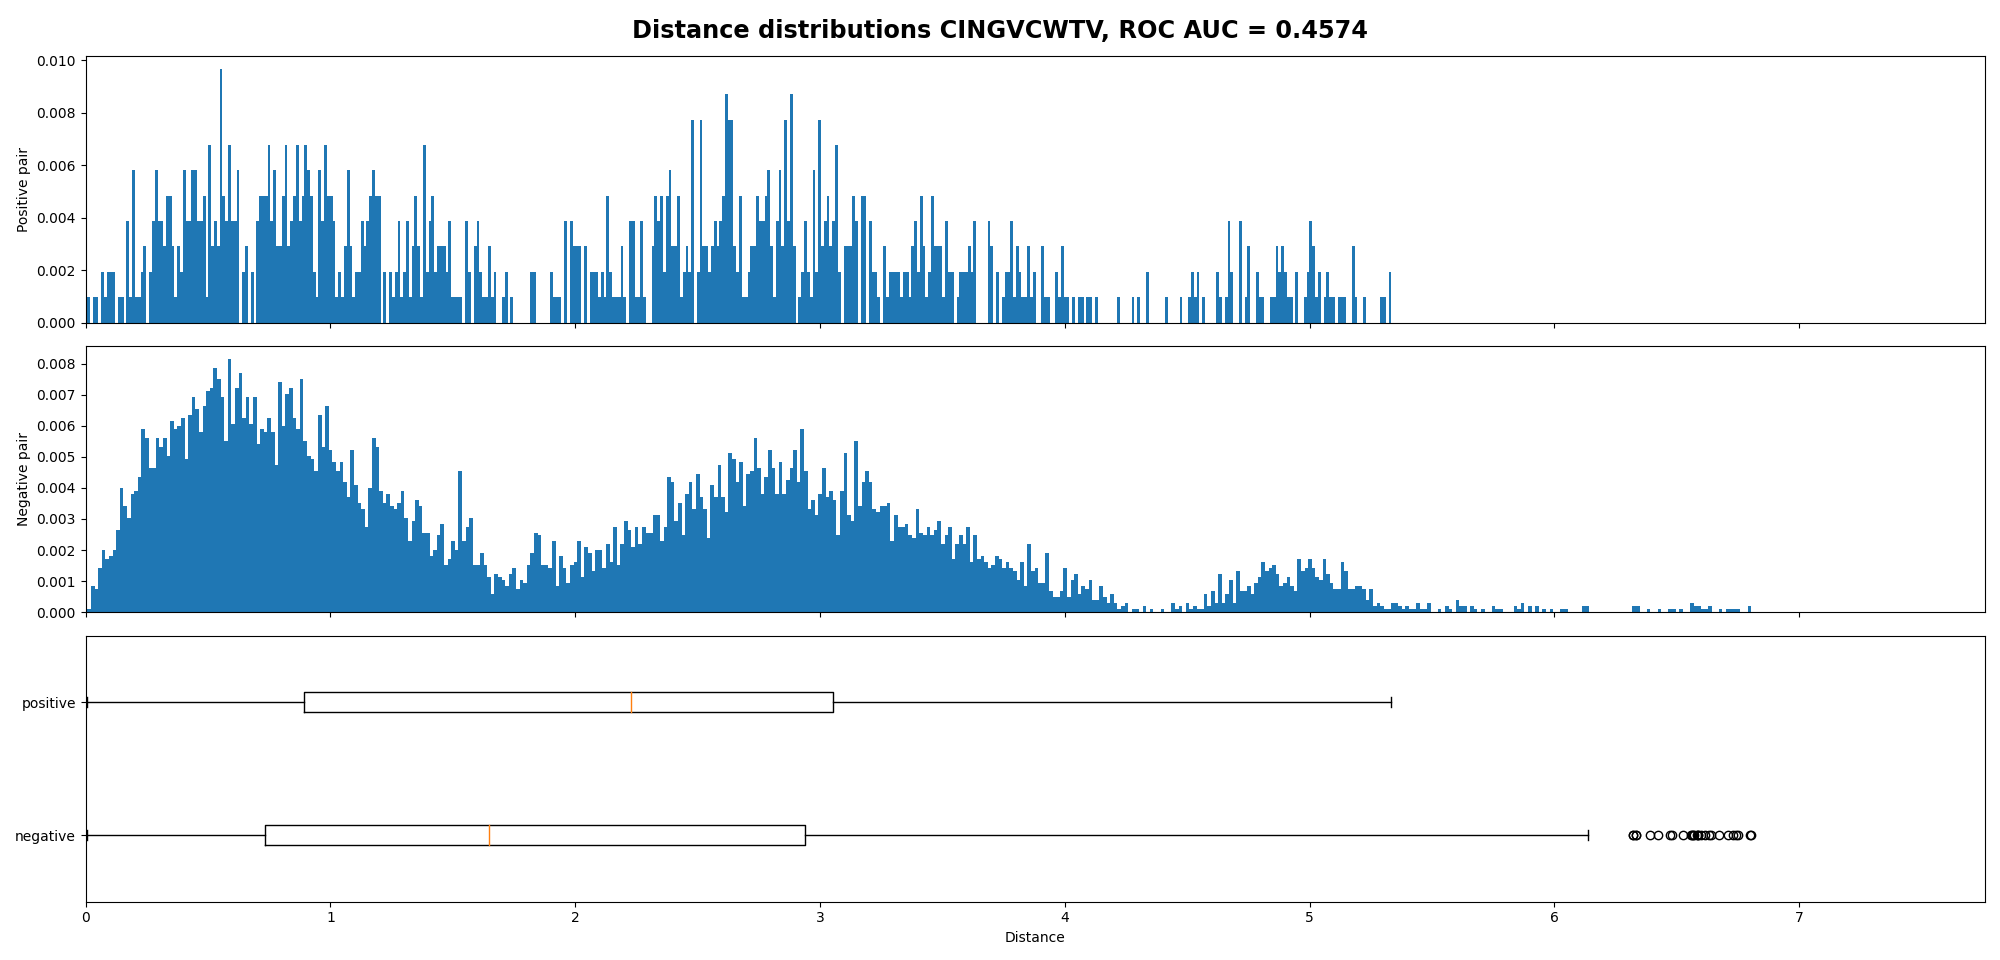 Distance distributions CINGVCWTV, ROC AUC = 0.4574
0.010
0.008
0.006
0.004
0.002
0.000
Positive pair
0.008
0.007
0.006
0.005
0.004
0.003
0.002
0.001
0.000
Negative pair
positive
negative
0 1 2 3 4 5 6 7
Distance